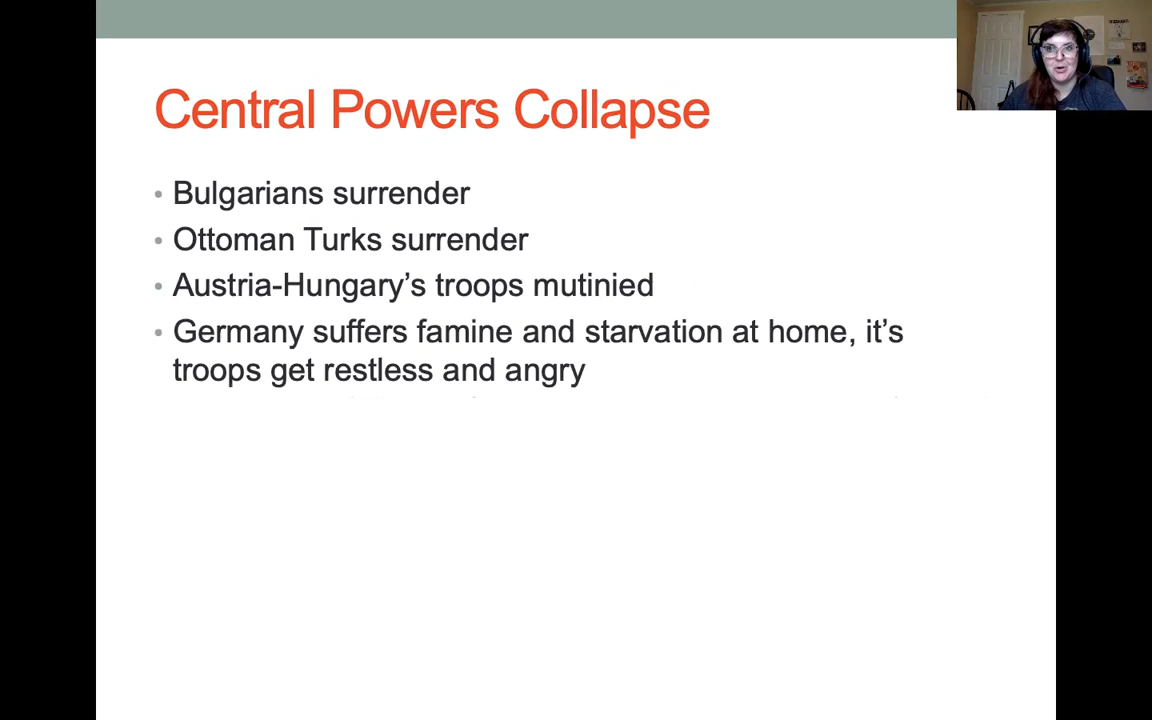 Central Powers Collapse
• Bulgarians surrender
• Ottoman Turks surrender
• Austria-Hungary’s troops mutinied
• Germany suffers famine and starvation at home, it’s
troops get restless and angry